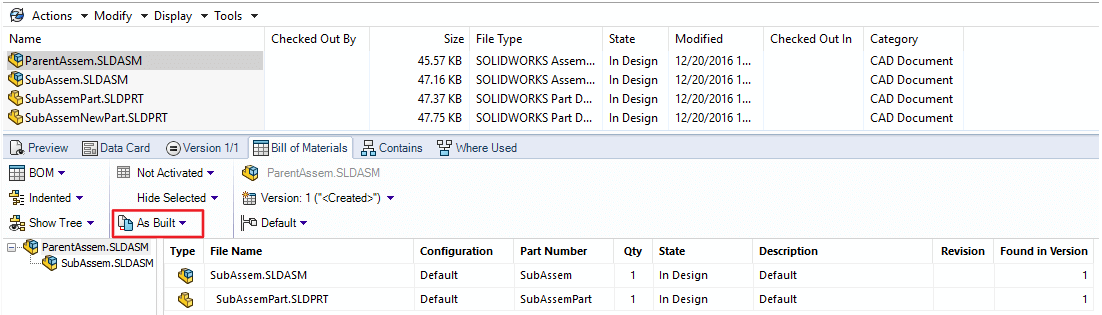 Actions Modify Display Tools
Name Checked Out By Size File Type State Modified Checked Out In Category
ParentAssem.SLDASM 45.57 KB SOLIDWORKS Assem... In Design 12/20/2016 1... CAD Document
SubAssem.SLDASM 47.16 KB SOLIDWORKS Assem... In Design 12/20/2016 1... CAD Document
SubAssemPart.SLDPRT 47.37 KB SOLIDWORKS Part D... In Design 12/20/2016 1... CAD Document
SubAssemNewPart.SLDPRT 47.75 KB SOLIDWORKS Part D... In Design 12/20/2016 1... CAD Document
Preview Data Card Version 1/1 Bill of Materials Contains Where Used
BOM Not Activated ParentAssem.SLDASM
Indented Hide Selected Version: 1 ("<Created>")
Show Tree As Built Default
ParentAssem.SLDASM Type File Name Configuration Part Number Qty State Description Revision Found in Version
SubAssem.SLDASM
SubAssem.SLDASM Default SubAssem 1 In Design Default 1
SubAssemPart.SLDPRT Default SubAssemPart 1 In Design Default 1